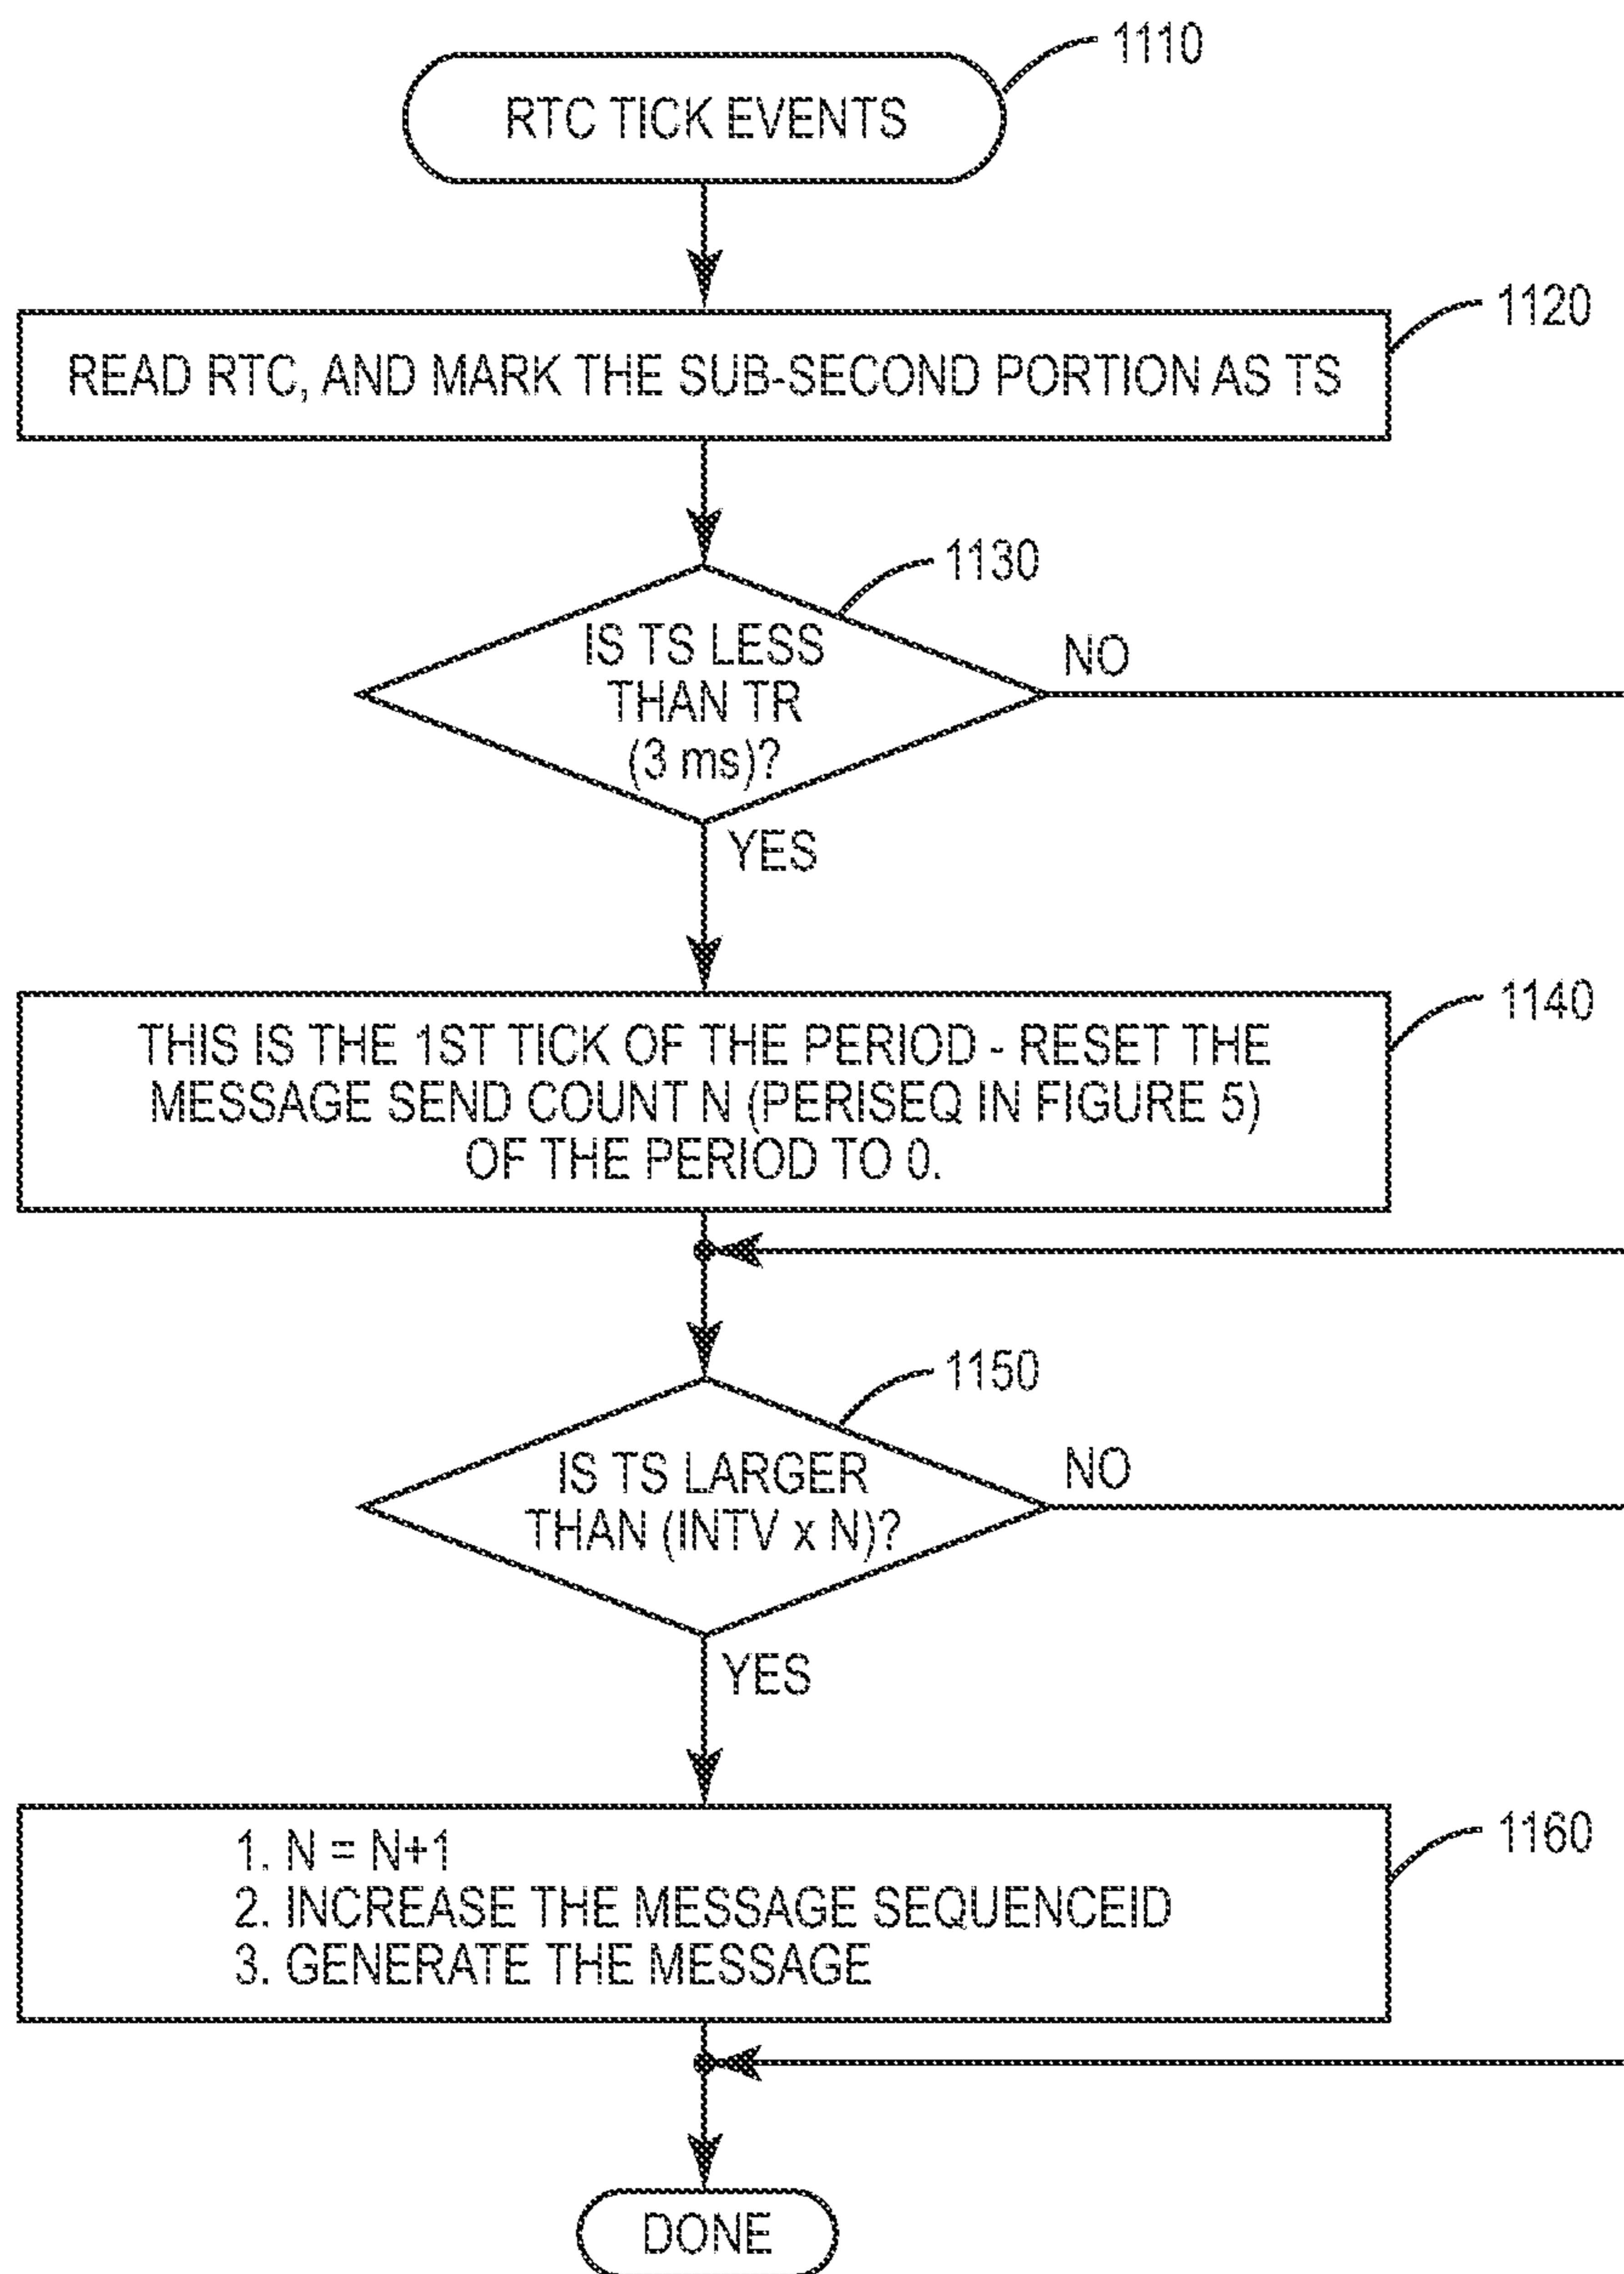 1110
RTC TICK EVENTS
1120
READ RTC, AND MARK THE SUB-SECOND PORTION AS TS
1130
IS TS LESS
THAN TR
(3 ms)?
NO
YES
1140
THIS IS THE 1ST TICK OF THE PERIOD - RESET THE
MESSAGE SEND COUNT N (PERISEQ IN FIGURE 5)
OF THE PERIOD TO 0.
1150
IS TS LARGER
THAN (INTV x N)?
NO
YES
1160
1. N = N+1
2. INCREASE THE MESSAGE SEQUENCEID
3. GENERATE THE MESSAGE
DONE